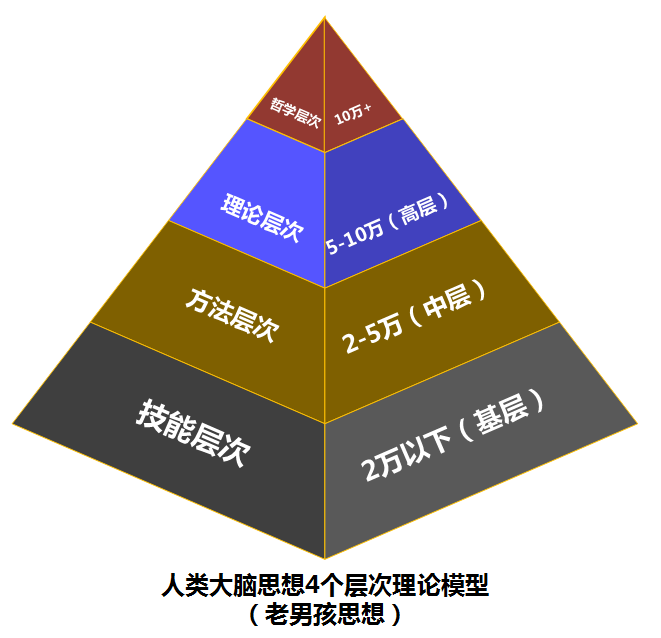 哲学层次
10万+
理论层次
5-10万（高层）
方法层次
2-5万（中层）
技能层次
2万以下（基层）
人类大脑思想4个层次理论模型
（老男孩思想）